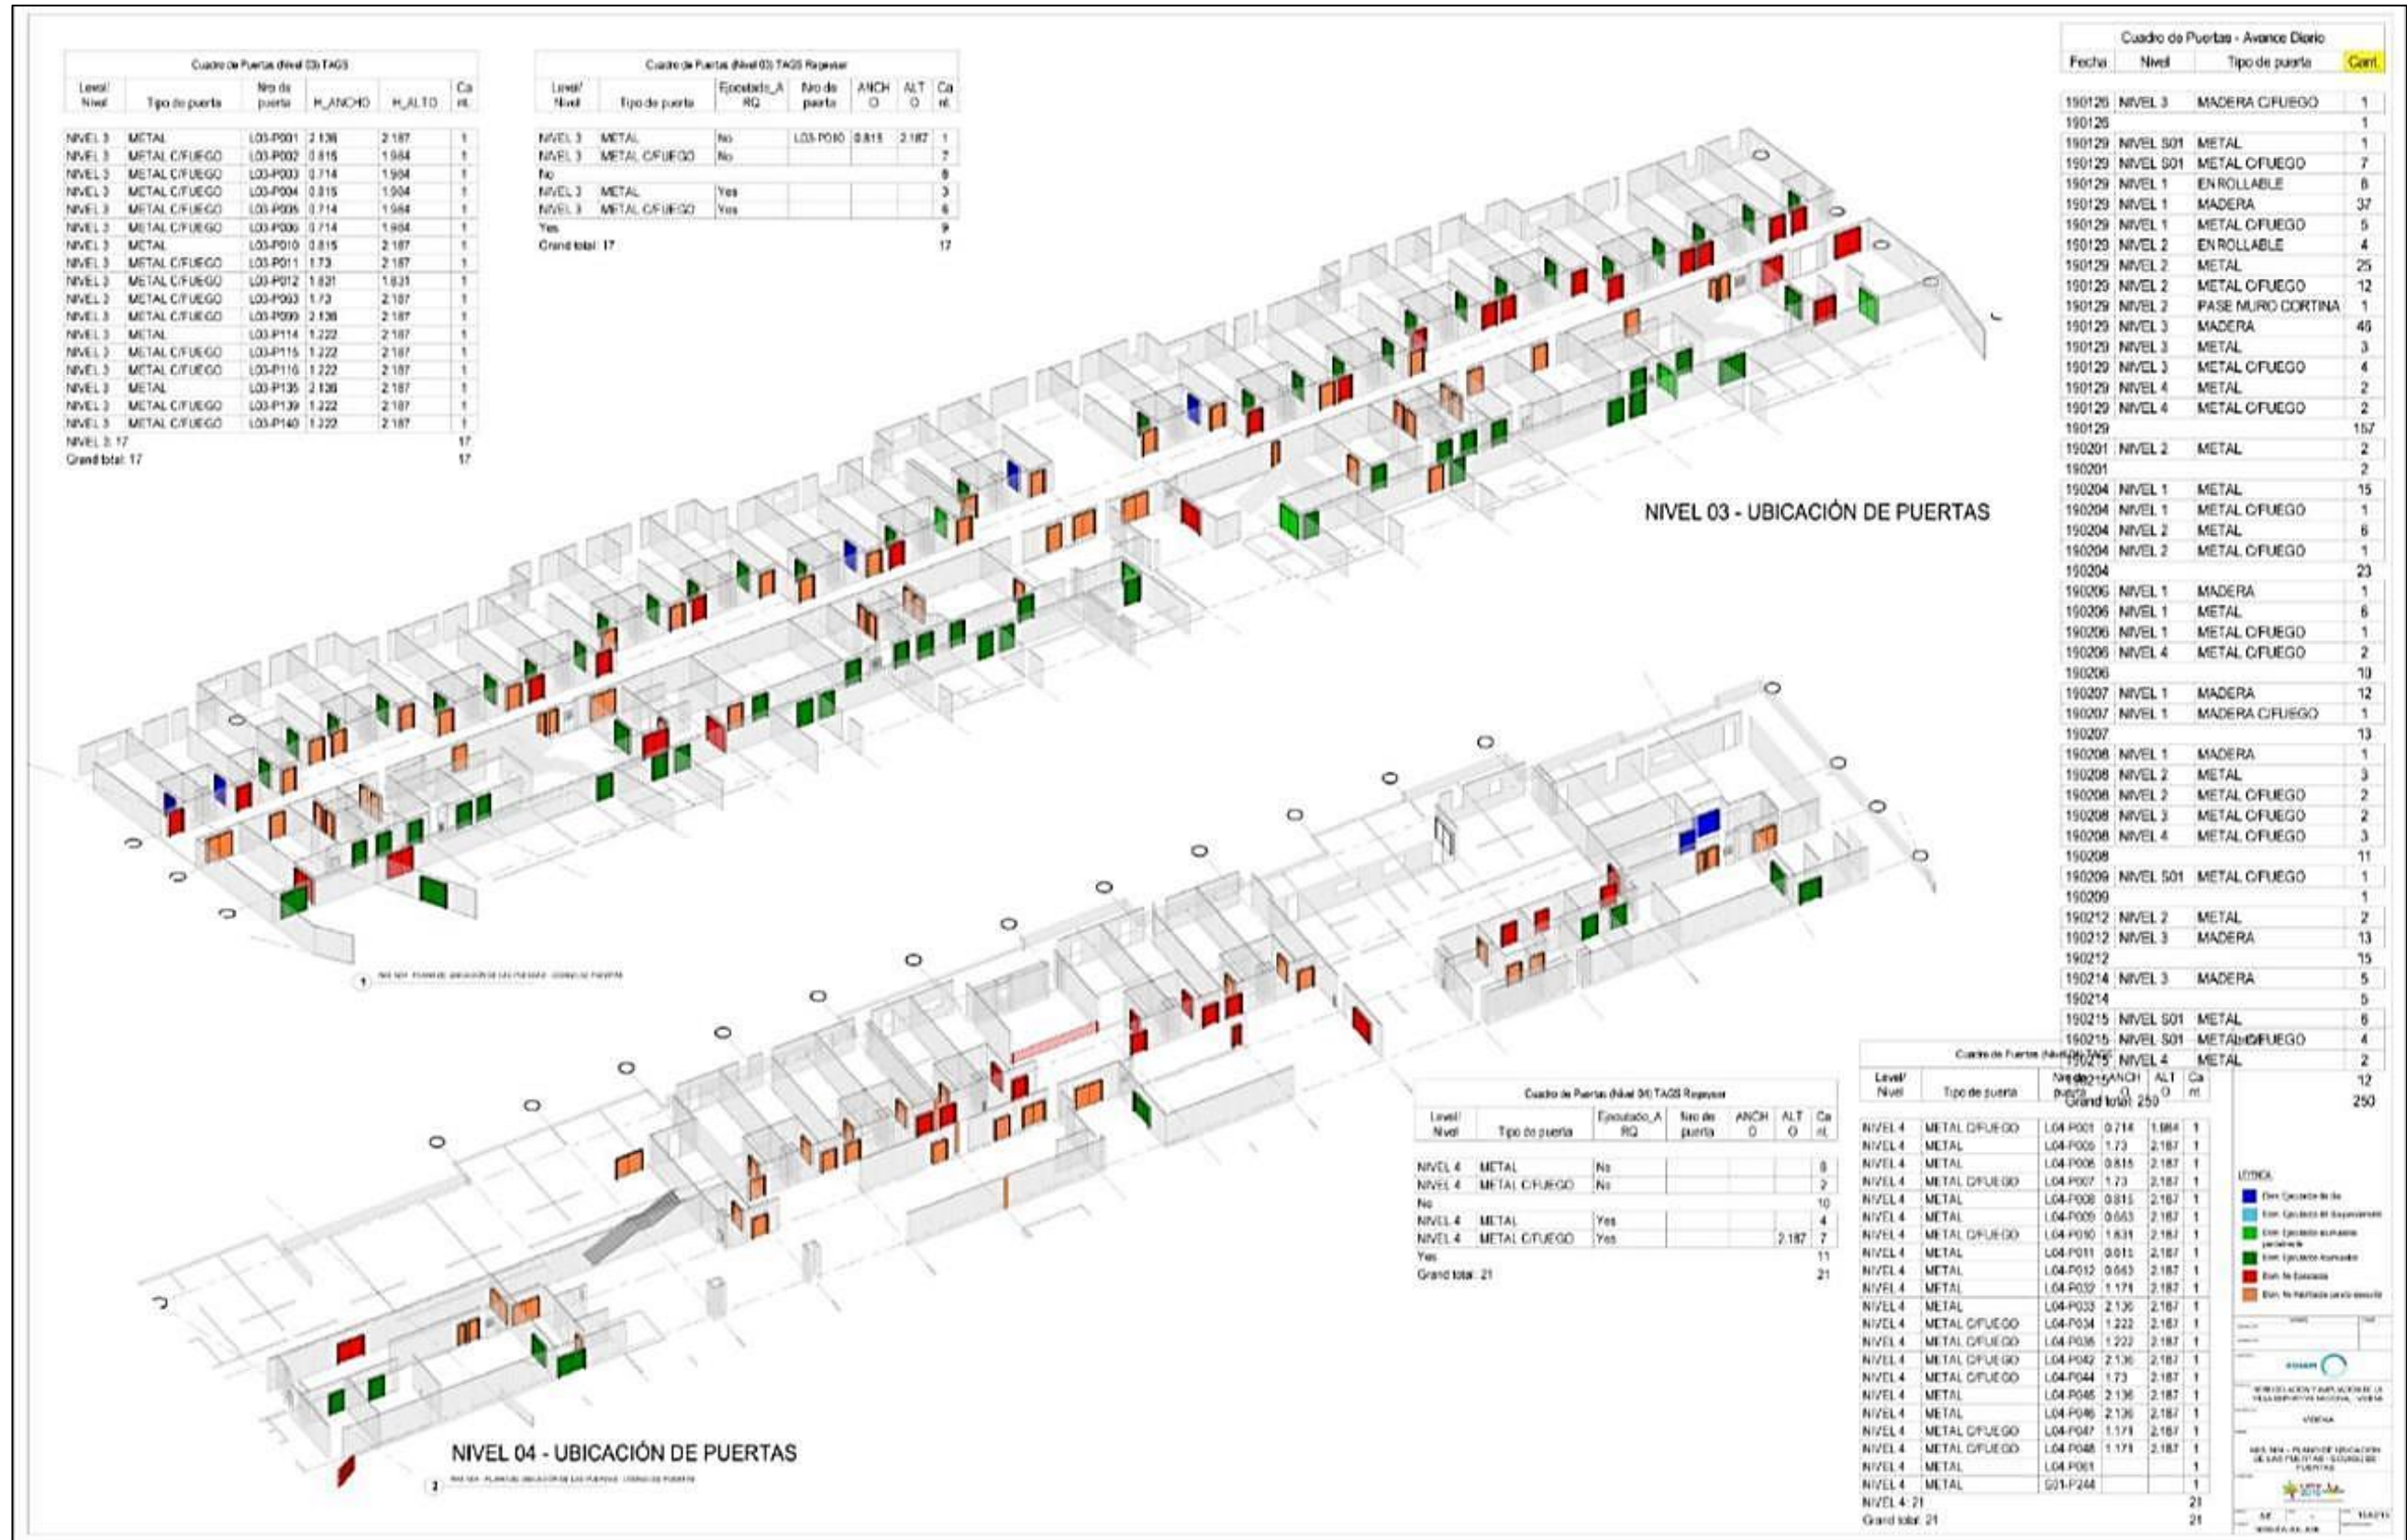 Cuadro de Puertas (Nivel 03) TAGS
Level/ Nivel Tipo de puerta Nro de puerta H_ANCHO H_ALTO Ca nt.
NIVEL 3 METAL L03-P001 2.136 2.187 1
NIVEL 3 METAL C/FUEGO L03-P002 0.815 1.984 1
NIVEL 3 METAL C/FUEGO L03-P003 0.714 1.984 1
NIVEL 3 METAL C/FUEGO L03-P004 0.815 1.984 1
NIVEL 3 METAL C/FUEGO L03-P005 0.714 1.984 1
NIVEL 3 METAL C/FUEGO L03-P006 0.714 1.984 1
NIVEL 3 METAL L03-P010 0.815 2.187 1
NIVEL 3 METAL C/FUEGO L03-P011 1.73 2.187 1
NIVEL 3 METAL C/FUEGO L03-P012 1.831 1.831 1
NIVEL 3 METAL C/FUEGO 1.73 2.187 1
NIVEL 3 METAL C/FUEGO L03-P099 2.136 2.187 1
NIVEL 3 METAL L03-P114 1.222 2.187 1
NIVEL 3 METAL C/FUEGO L03-P115 1.222 2.187 1
NIVEL 3 METAL C/FUEGO L03-P116 1.222 2.187 1
NIVEL 3 METAL L03-P135 2.136 2.187 1
NIVEL 3 METAL C/FUEGO L03-P139 1.222 2.187 1
NIVEL 3 METAL C/FUEGO L03-P140 1.222 2.187 1
NIVEL 3: 17 17
Grand total: 17 17
Cuadro de Puertas (Nivel 03) TAGS Rapeyser
Level/ Nivel Tipo de puerta Ejecutado_A RQ Nro de puerta ANCH O ALT O Ca nt.
NIVEL 3 METAL No L03-P010 0.815 2.187 1
NIVEL 3 METAL C/FUEGO No 7
No 8
NIVEL 3 METAL Yes 3
NIVEL 3 METAL C/FUEGO Yes 6
Yes 9
Grand total: 17 17
Cuadro de Puertas - Avance Diario
Fecha Nivel Tipo de puerta Cant.
190126 NIVEL 3 MADERA C/FUEGO 1
190126 1
190129 NIVEL S01 METAL 1
190129 NIVEL S01 METAL C/FUEGO 7
190129 NIVEL 1 ENROLLABLE 8
190129 NIVEL 1 MADERA 37
190129 NIVEL 1 METAL C/FUEGO 5
190129 NIVEL 2 ENROLLABLE 4
190129 NIVEL 2 METAL 25
190129 NIVEL 2 METAL C/FUEGO 12
190129 NIVEL 2 PASE MURO CORTINA 1
190129 NIVEL 3 MADERA 46
190129 NIVEL 3 METAL 3
190129 NIVEL 3 METAL C/FUEGO 4
190129 NIVEL 4 METAL 2
190129 NIVEL 4 METAL C/FUEGO 2
190129 157
190201 NIVEL 2 METAL 2
190201 2
190204 NIVEL 1 METAL 15
190204 NIVEL 1 METAL C/FUEGO 1
190204 NIVEL 2 METAL 6
190204 NIVEL 2 METAL C/FUEGO 1
190204 23
190206 NIVEL 1 MADERA 1
190206 NIVEL 1 METAL 6
190206 NIVEL 1 METAL C/FUEGO 1
190206 NIVEL 4 METAL C/FUEGO 2
190206 10
190207 NIVEL 1 MADERA 12
190207 NIVEL 1 MADERA C/FUEGO 1
190207 13
190208 NIVEL 1 MADERA 1
190208 NIVEL 2 METAL 3
190208 NIVEL 2 METAL C/FUEGO 2
190208 NIVEL 3 METAL C/FUEGO 2
190208 NIVEL 4 METAL C/FUEGO 3
190208 11
190209 NIVEL S01 METAL C/FUEGO 1
190209 1
190212 NIVEL 2 METAL 2
190212 NIVEL 3 MADERA 13
190212 15
190214 NIVEL 3 MADERA 5
190214 5
190215 NIVEL S01 METAL 6
190215 NIVEL S01 METAL C/FUEGO 4
190215 NIVEL 4 METAL 2
190215 12
Grand total: 250 250
NIVEL 03 - UBICACIÓN DE PUERTAS
1
Cuadro de Puertas (Nivel 04) TAGS Rapeyser
Level/ Nivel Tipo de puerta Ejecutado_A RQ Nro de puerta ANCH O ALT O Ca nt.
NIVEL 4 METAL No 8
NIVEL 4 METAL C/FUEGO No 2
No 10
NIVEL 4 METAL Yes 4
NIVEL 4 METAL C/FUEGO Yes 2.187 7
Yes 11
Grand total: 21 21
Cuadro de Puertas (Nivel 04) TAGS
Level/ Nivel Tipo de puerta Nro de puerta ANCH O ALT O Ca nt.
NIVEL 4 METAL C/FUEGO L04-P001 0.714 1.984 1
NIVEL 4 METAL L04-P005 1.73 2.187 1
NIVEL 4 METAL L04-P006 0.815 2.187 1
NIVEL 4 METAL C/FUEGO L04-P007 1.73 2.187 1
NIVEL 4 METAL L04-P008 0.815 2.187 1
NIVEL 4 METAL L04-P009 0.663 2.187 1
NIVEL 4 METAL C/FUEGO L04-P010 1.831 2.187 1
NIVEL 4 METAL L04-P011 0.815 2.187 1
NIVEL 4 METAL L04-P012 0.663 2.187 1
NIVEL 4 METAL L04-P032 1.171 2.187 1
NIVEL 4 METAL L04-P033 2.136 2.187 1
NIVEL 4 METAL C/FUEGO L04-P034 1.222 2.187 1
NIVEL 4 METAL C/FUEGO 1.222 2.187 1
NIVEL 4 METAL C/FUEGO L04-P042 2.136 2.187 1
NIVEL 4 METAL C/FUEGO L04-P044 1.73 2.187 1
NIVEL 4 METAL 2.136 2.187 1
NIVEL 4 METAL L04-P046 2.136 2.187 1
NIVEL 4 METAL C/FUEGO L04-P047 1.171 2.187 1
NIVEL 4 METAL C/FUEGO L04-P048 1.171 2.187 1
NIVEL 4 METAL L04-P061 1
NIVEL 4 METAL S01-P244 1
NIVEL 4: 21 21
Grand total: 21 21
LEYENDA
VIDENA
NIVEL 04 - UBICACIÓN DE PUERTAS
2